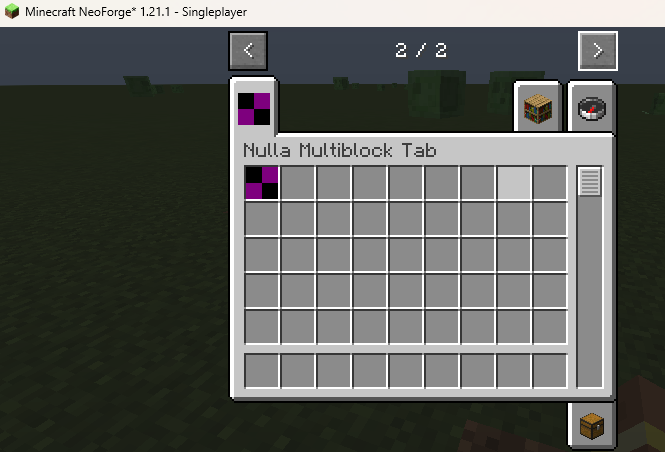 Minecraft NeoForge* 1.21.1 - Singleplayer
< 2 / 2 >
Nulla Multiblock Tab